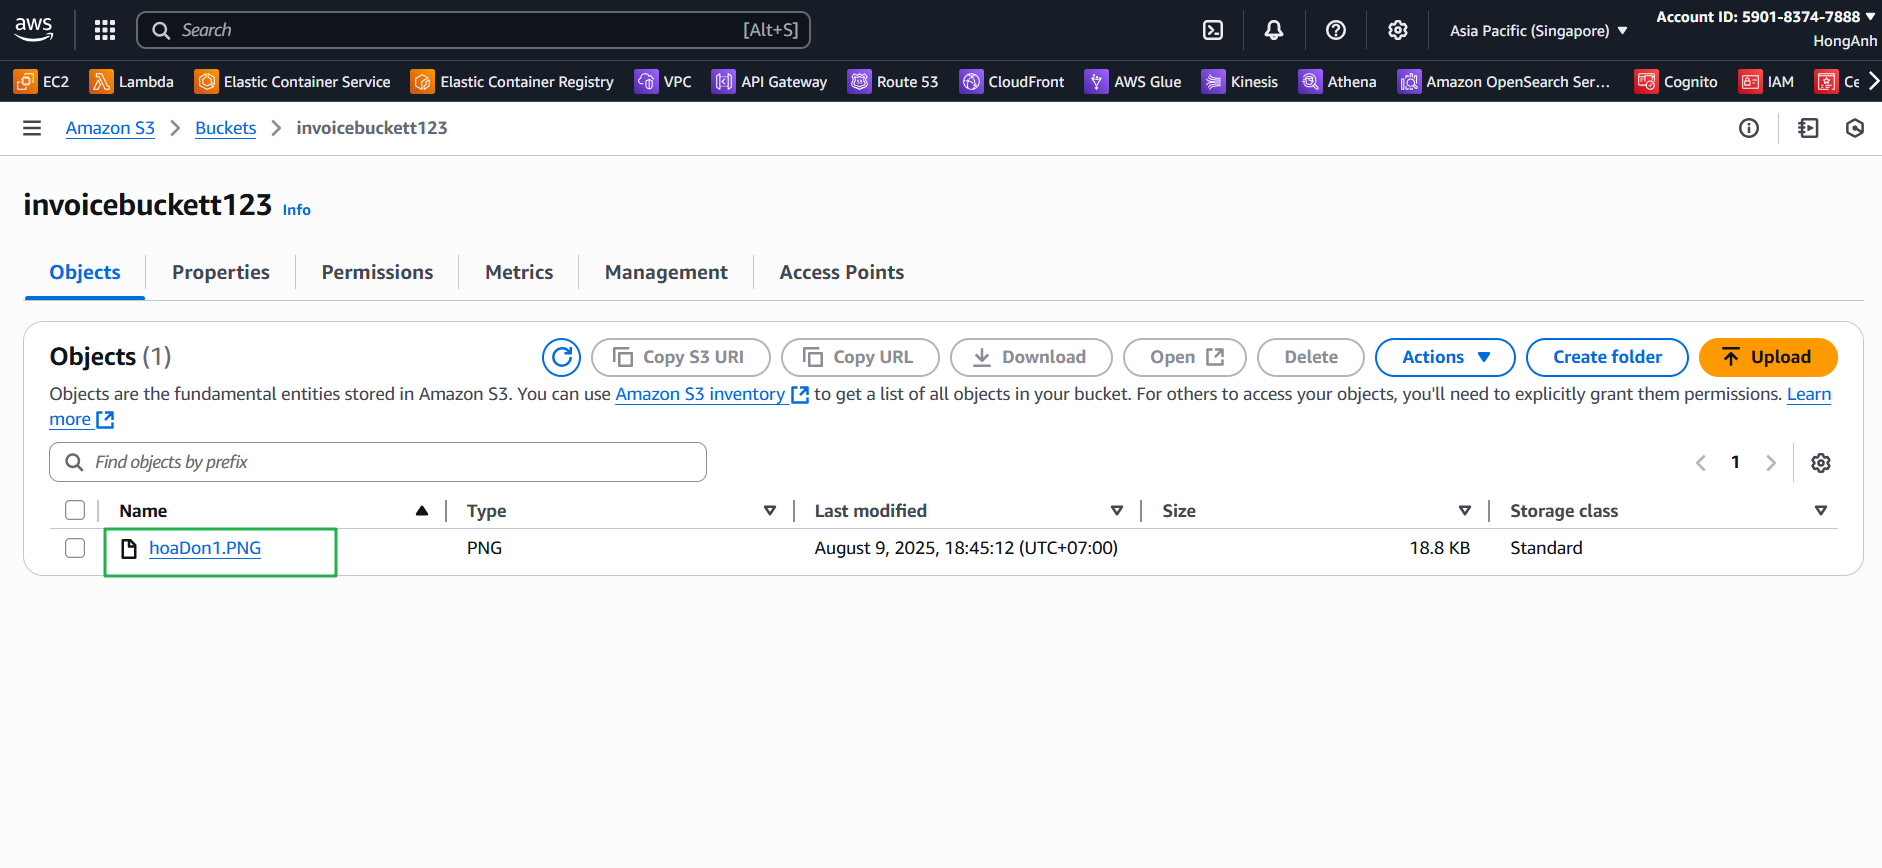 aws
Search [Alt+S]
Asia Pacific (Singapore)
Account ID: 5901-8374-7888
HongAnh
EC2 Lambda Elastic Container Service Elastic Container Registry VPC API Gateway Route 53 CloudFront AWS Glue Kinesis Athena Amazon OpenSearch Ser... Cognito IAM Ce
Amazon S3 Buckets invoicebuckett123
invoicebuckett123 Info
Objects Properties Permissions Metrics Management Access Points
Objects (1) Copy S3 URI Copy URL Download Open Delete Actions Create folder Upload
Objects are the fundamental entities stored in Amazon S3. You can use Amazon S3 inventory to get a list of all objects in your bucket. For others to access your objects, you'll need to explicitly grant them permissions. Learn
more
Find objects by prefix 1
Name Type Last modified Size Storage class
hoaDon1.PNG PNG August 9, 2025, 18:45:12 (UTC+07:00) 18.8 KB Standard